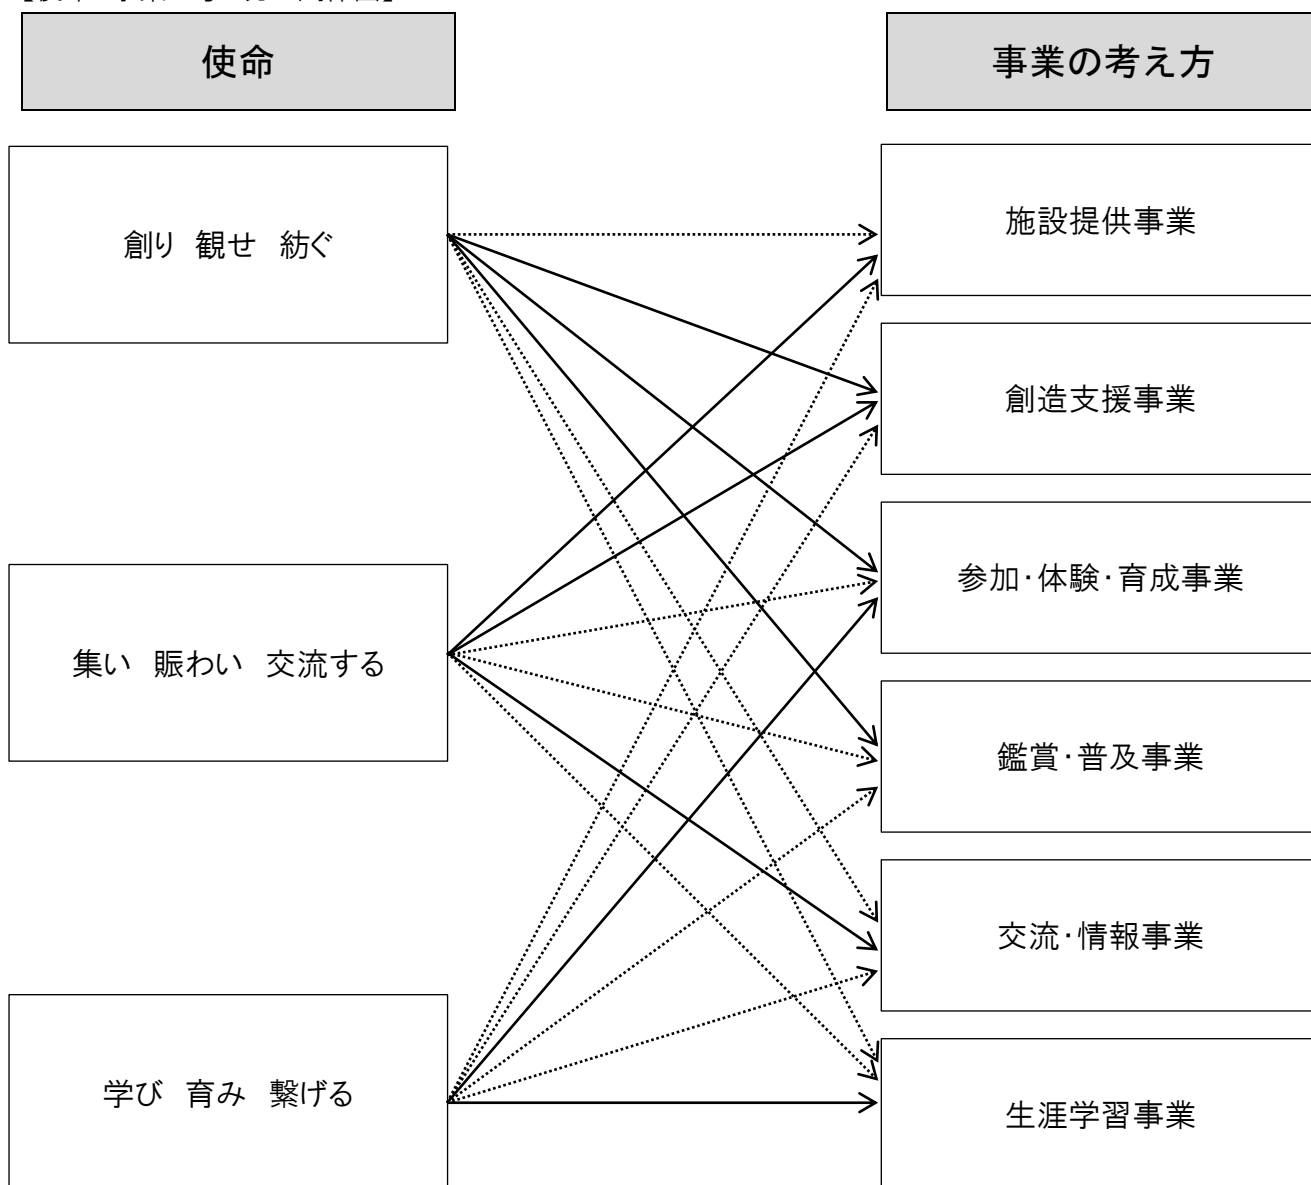 使命
事業の考え方
創り 観せ 紡ぐ
集い 賑わい 交流する
学び 育み 繋げる
施設提供事業
創造支援事業
参加・体験・育成事業
鑑賞・普及事業
交流・情報事業
生涯学習事業